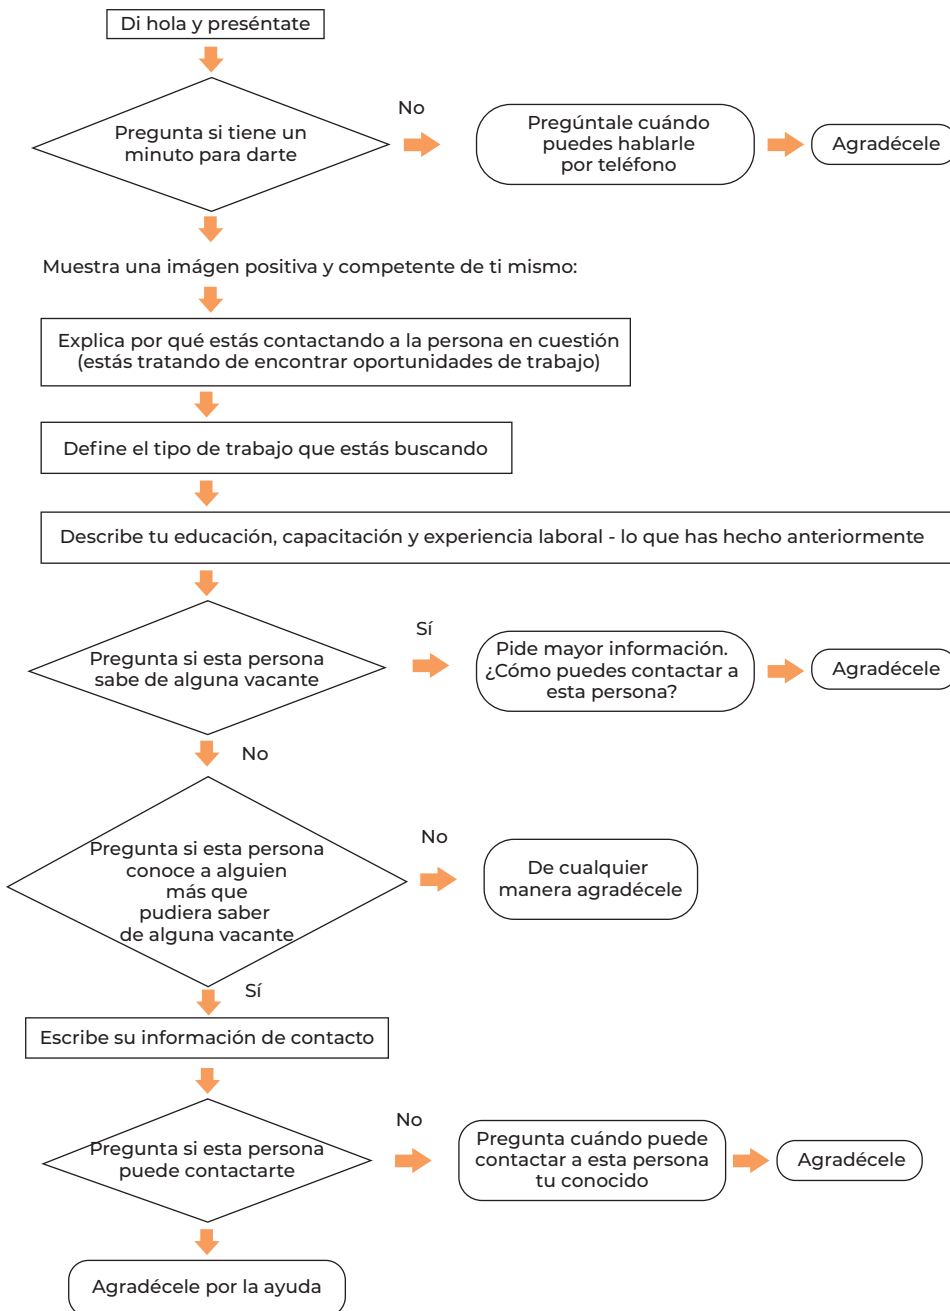 Di hola y preséntate
Pregunta si tiene un
minuto para darte
No
Pregúntale cuándo
puedes hablarle
por teléfono
Agradécele
Muestra una imágen positiva y competente de ti mismo:
Explica por qué estás contactando a la persona en cuestión
(estás tratando de encontrar oportunidades de trabajo)
Define el tipo de trabajo que estás buscando
Describe tu educación, capacitación y experiencia laboral - lo que has hecho anteriormente
Pregunta si esta persona
sabe de alguna vacante
Sí
Pide mayor información.
¿Cómo puedes contactar a
esta persona?
Agradécele
No
Pregunta si esta persona
conoce a alguien
más que
pudiera saber
de alguna vacante
No
De cualquier
manera agradécele
Sí
Escribe su información de contacto
Pregunta si esta persona
puede contactarte
No
Pregunta cuándo puede
contactar a esta persona
tu conocido
Agradécele
Agradécele por la ayuda